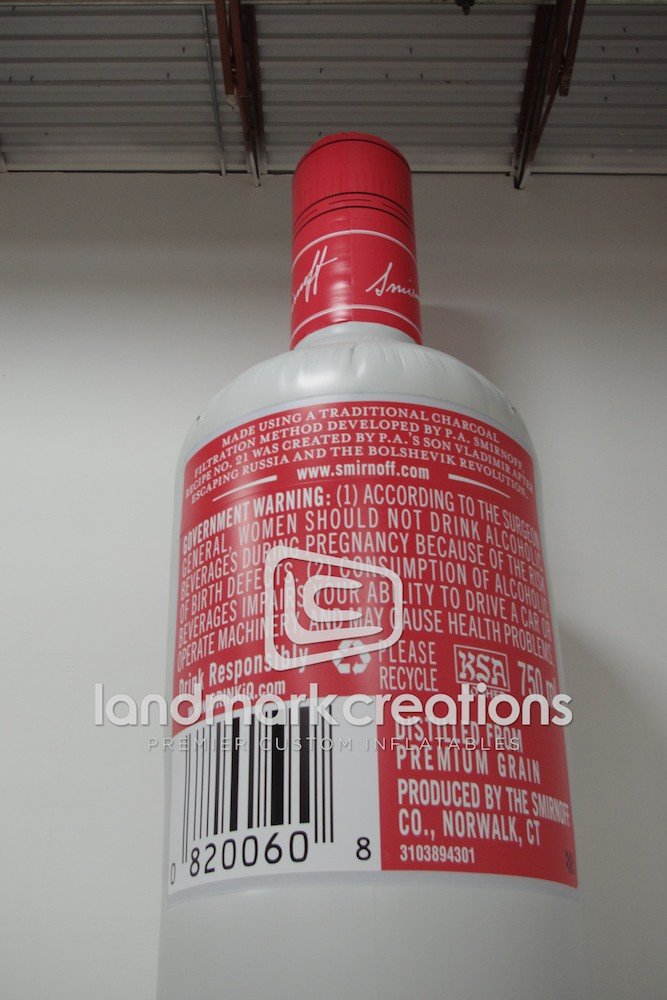 Smirnoff
MADE USING A TRADITIONAL CHARCOAL
FILTRATION METHOD DEVELOPED BY P.A. SMIRNOFF.
RECIPE NO. 21 WAS CREATED BY P.A.'S SON VLADIMIR AFTER
ESCAPING RUSSIA AND THE BOLSHEVIK REVOLUTION.
www.smirnoff.com
GOVERNMENT WARNING: (1) ACCORDING TO THE SURGEON
GENERAL, WOMEN SHOULD NOT DRINK ALCOHOLIC
BEVERAGES DURING PREGNANCY BECAUSE OF THE RISK
OF BIRTH DEFECTS. (2) CONSUMPTION OF ALCOHOLIC
BEVERAGES IMPAIRS YOUR ABILITY TO DRIVE A CAR OR
OPERATE MACHINERY, AND MAY CAUSE HEALTH PROBLEMS.
Drink Responsibly
PLEASE
RECYCLE
KSA
750 ml
landmarkcreations
PREMIER CUSTOM INFLATABLES
DISTILLED FROM
PREMIUM GRAIN
PRODUCED BY THE SMIRNOFF
CO., NORWALK, CT
3103894301
0 820060 8